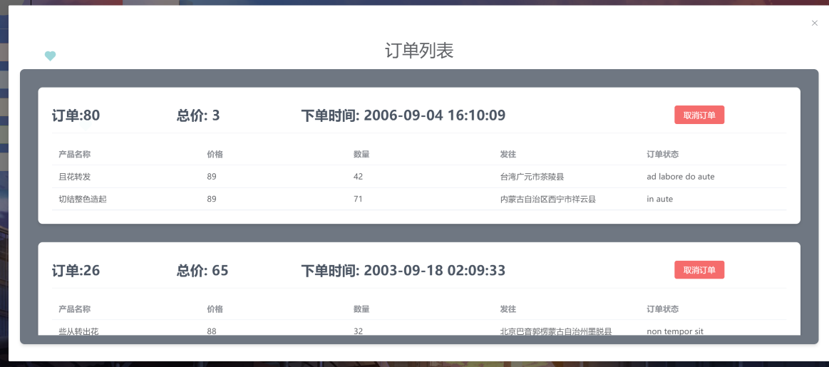 订单列表
订单:80 总价: 3 下单时间: 2006-09-04 16:10:09 取消订单
产品名称 价格 数量 发往 订单状态
目花转发 89 42 台湾广元市茶陵县 ad labore do aute
切结整色造起 89 71 内蒙古自治区西宁市祥云县 in aute
订单:26 总价: 65 下单时间: 2003-09-18 02:09:33 取消订单
产品名称 价格 数量 发往 订单状态
些从转出花 88 32 北京巴音郭楞蒙古自治州墨脱县 non tempor sit